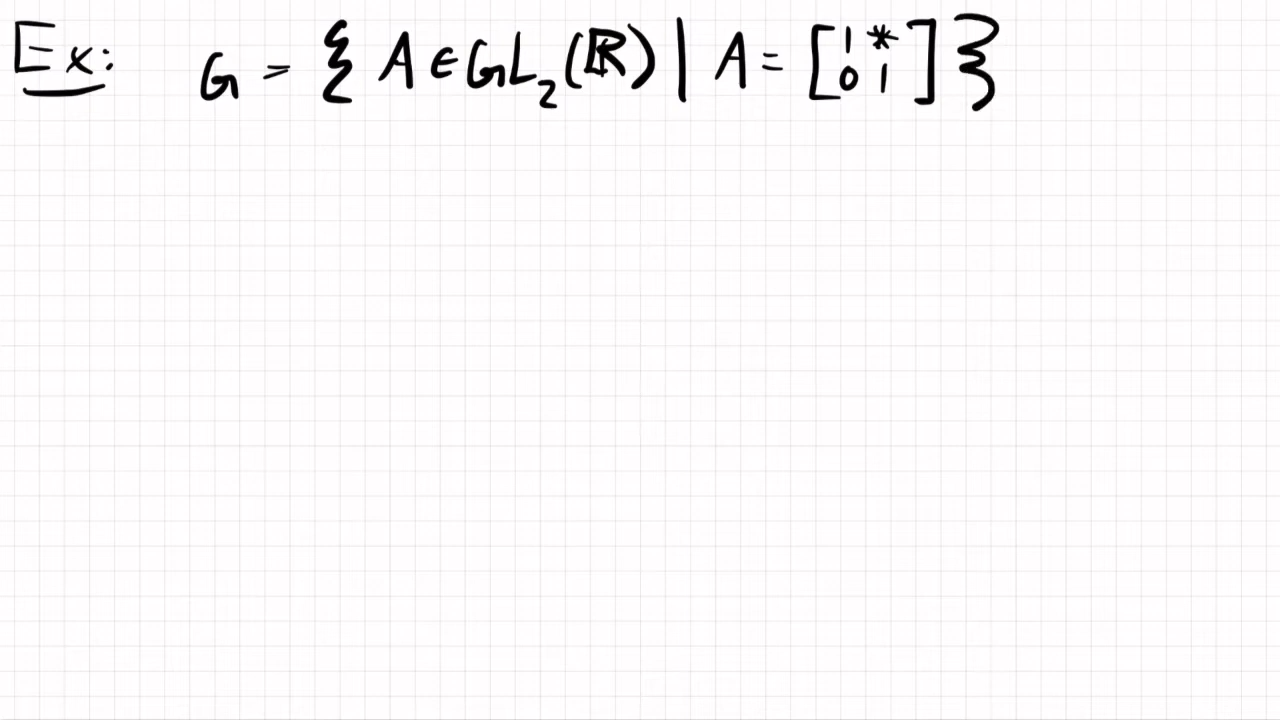 Ex: G = { A ∈ GL₂(ℝ) | A = [1 * 0 1] }